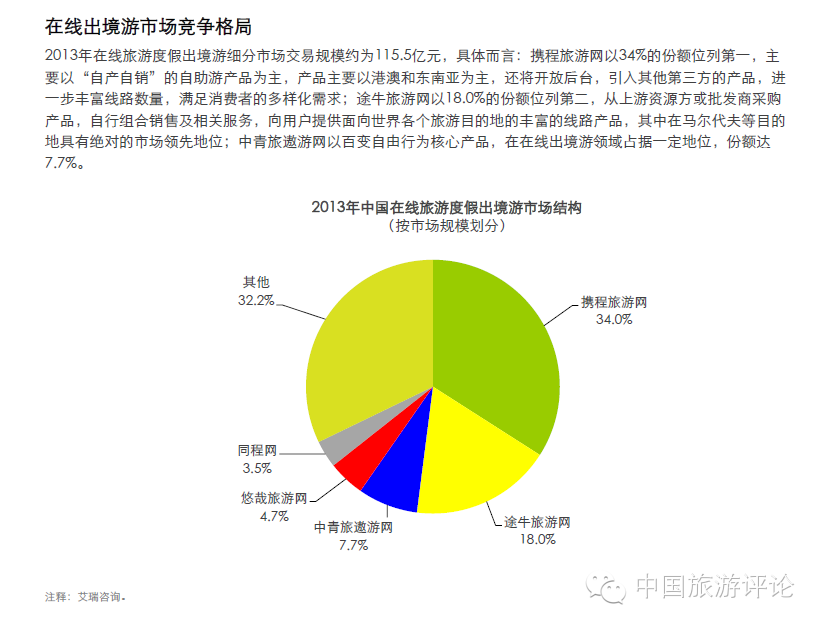 在线出境游市场竞争格局
2013年在线旅游度假出境游细分市场交易规模约为115.5亿元，具体而言：携程旅游网以34%的份额位列第一，主
要以“自产自销”的自助游产品为主，产品主要以港澳和东南亚为主，还将开放后台，引入其他第三方的产品，进
一步丰富线路数量，满足消费者的多样化需求；途牛旅游网以18.0%的份额位列第二，从上游资源方或批发商采购
产品，自行组合销售及相关服务，向用户提供面向世界各个旅游目的地的丰富的线路产品，其中在马尔代夫等目的
地具有绝对的市场领先地位；中青旅遨游网以百变自由行为核心产品，在在线出境游领域占据一定地位，份额达
7.7%。
2013年中国在线旅游度假出境游市场结构
（按市场规模划分）
其他
32.2%
携程旅游网
34.0%
同程网
3.5%
悠哉旅游网
4.7%
中青旅遨游网
7.7%
途牛旅游网
18.0%
中国旅游评论
注释：艾瑞咨询。